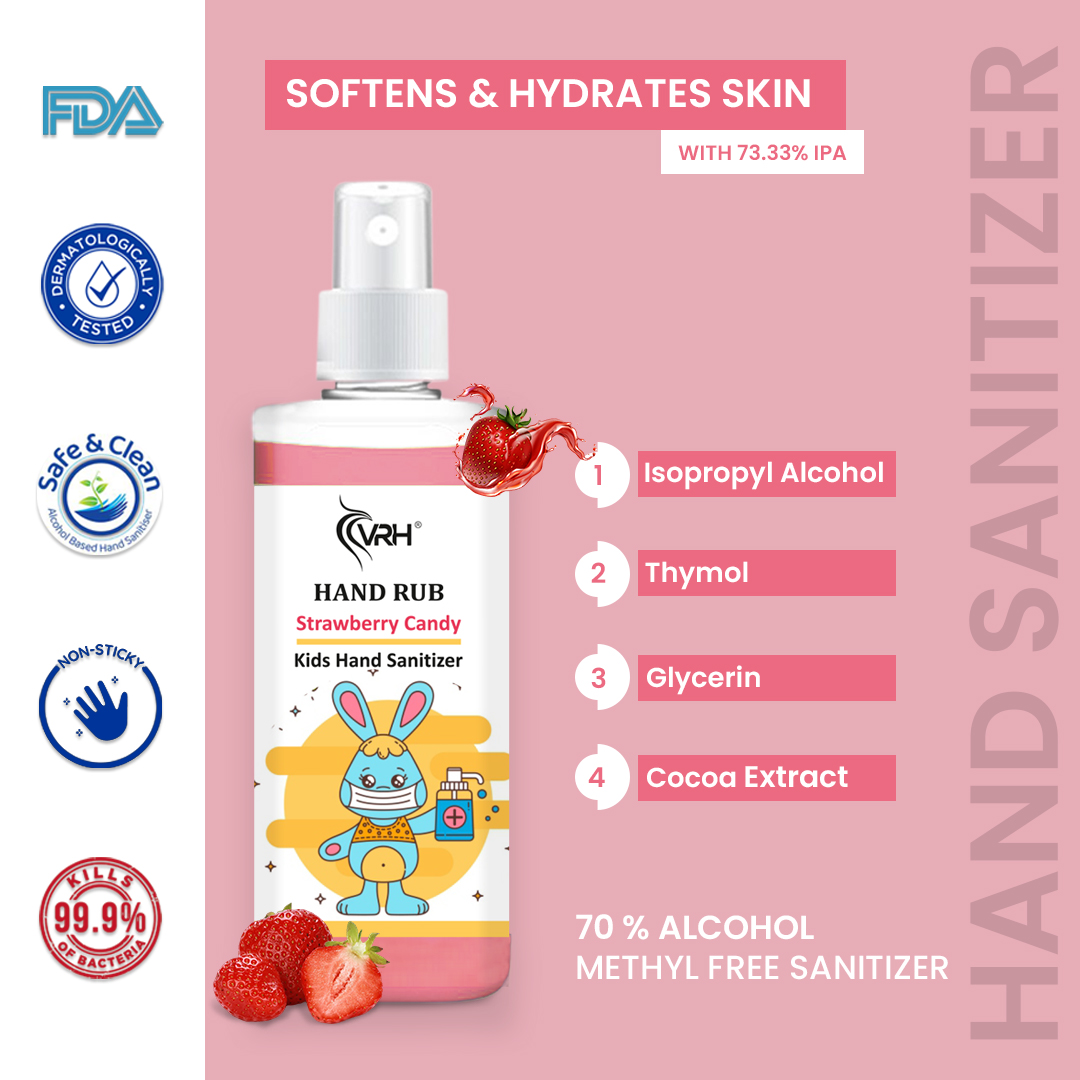 FDA
DERMATOLOGICALLY
TESTED
Safe & Clean
Alcohol Based Hand Sanitiser
NON-STICKY
KILLS
99.9%
OF BACTERIA
SOFTENS & HYDRATES SKIN
WITH 73.33% IPA
VRH®
HAND RUB
Strawberry Candy
Kids Hand Sanitizer
1 Isopropyl Alcohol
2 Thymol
3 Glycerin
4 Cocoa Extract
70 % ALCOHOL
METHYL FREE SANITIZER
HAND SANITIZER